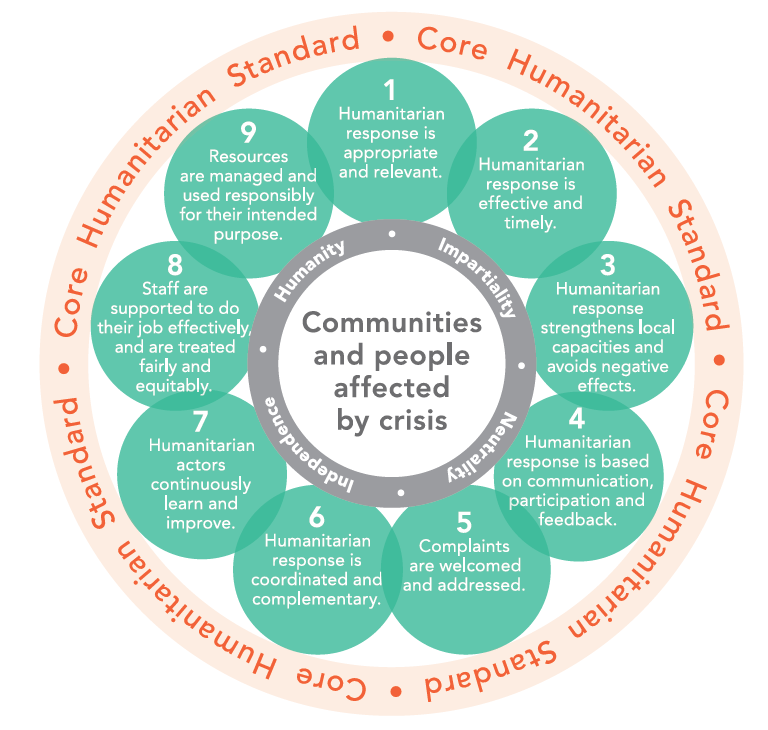 Core Humanitarian Standard • Core Humanitarian Standard • Core Humanitarian Standard • Core Humanitarian Standard • Core Humanitarian Standard •
1
Humanitarian
response is
appropriate
and relevant.
2
Humanitarian
response is
effective and
timely.
3
Humanitarian
response
strengthens local
capacities and
avoids negative
effects.
4
Humanitarian
response is based
on communication,
participation and
feedback.
5
Complaints
are welcomed
and addressed.
6
Humanitarian
response is
coordinated and
complementary.
7
Humanitarian
actors
continuously
learn and
improve.
8
Staff are
supported to do
their job effectively,
and are treated
fairly and
equitably.
9
Resources
are managed and
used responsibly
for their intended
purpose.
Humanity
Impartiality
Neutrality
Independence
Communities
and people
affected
by crisis